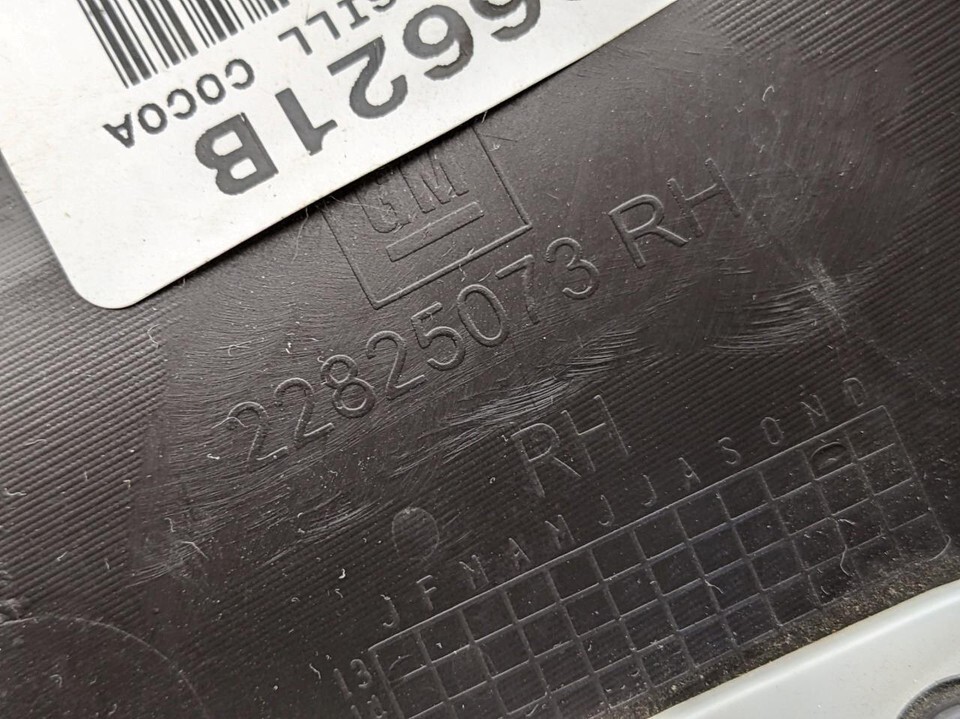 6621B
SILL COCOA
GM
22825073 RH
RH
J F M A M J J A S O N D
13